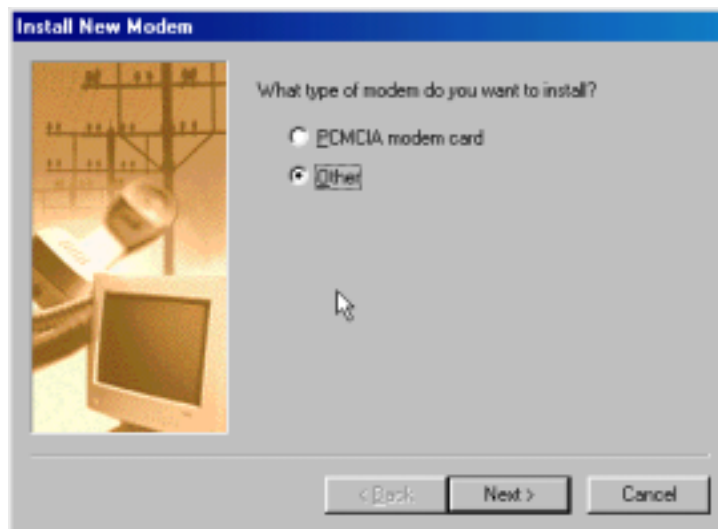 Install New Modem
What type of modem do you want to install?
PCMCIA modem card
Other
< Back Next > Cancel